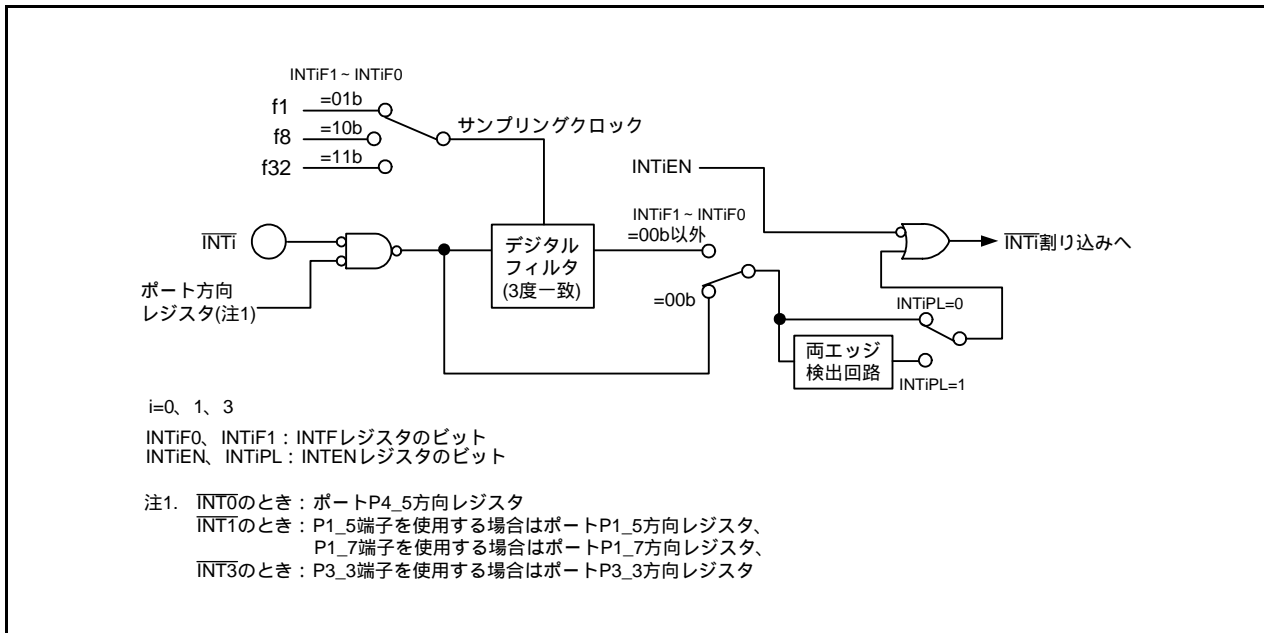 INTiF1~INTiF0
f1 =01b
f8 =10b
f32 =11b
サンプリングクロック
INTiEN
INTi
ポート方向
レジスタ(注1)
デジタル
フィルタ
(3度一致)
INTiF1~INTiF0
=00b以外
=00b
INTi割り込みへ
INTiPL=0
両エッジ
検出回路
INTiPL=1
i=0、1、3
INTiF0、INTiF1:INTFレジスタのビット
INTiEN、INTiPL:INTENレジスタのビット
注1. INT0のとき:ポートP4_5方向レジスタ
INT1のとき:P1_5端子を使用する場合はポートP1_5方向レジスタ、
P1_7端子を使用する場合はポートP1_7方向レジスタ、
INT3のとき:P3_3端子を使用する場合はポートP3_3方向レジスタ